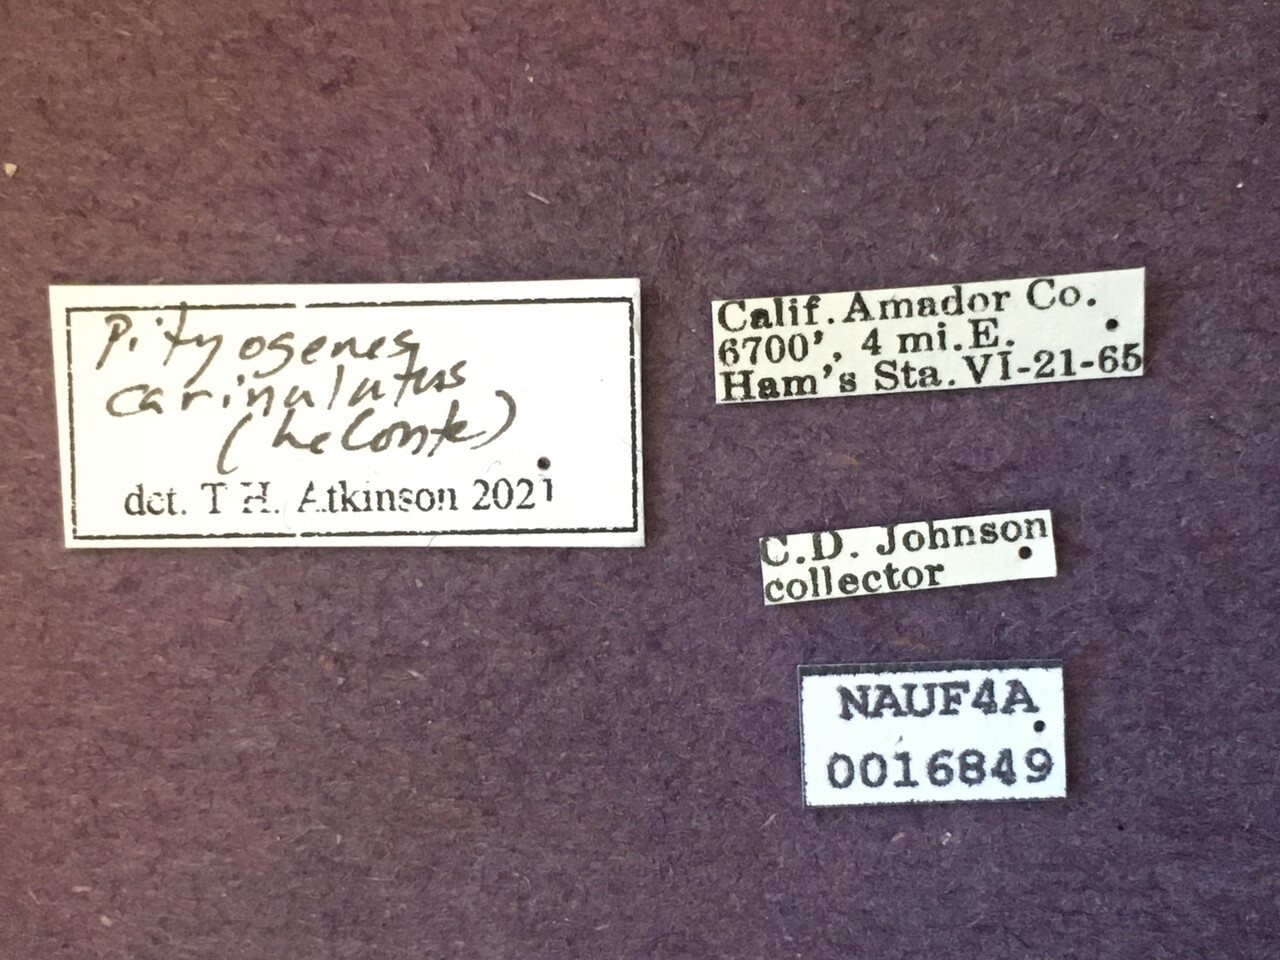 Pityogenes
carinulatus
(LeConte)
det. T H. Atkinson 2021
Calif. Amador Co.
6700', 4 mi.E.
Ham's Sta. VI-21-65
C.D. Johnson
collector
NAUF4A
0016849